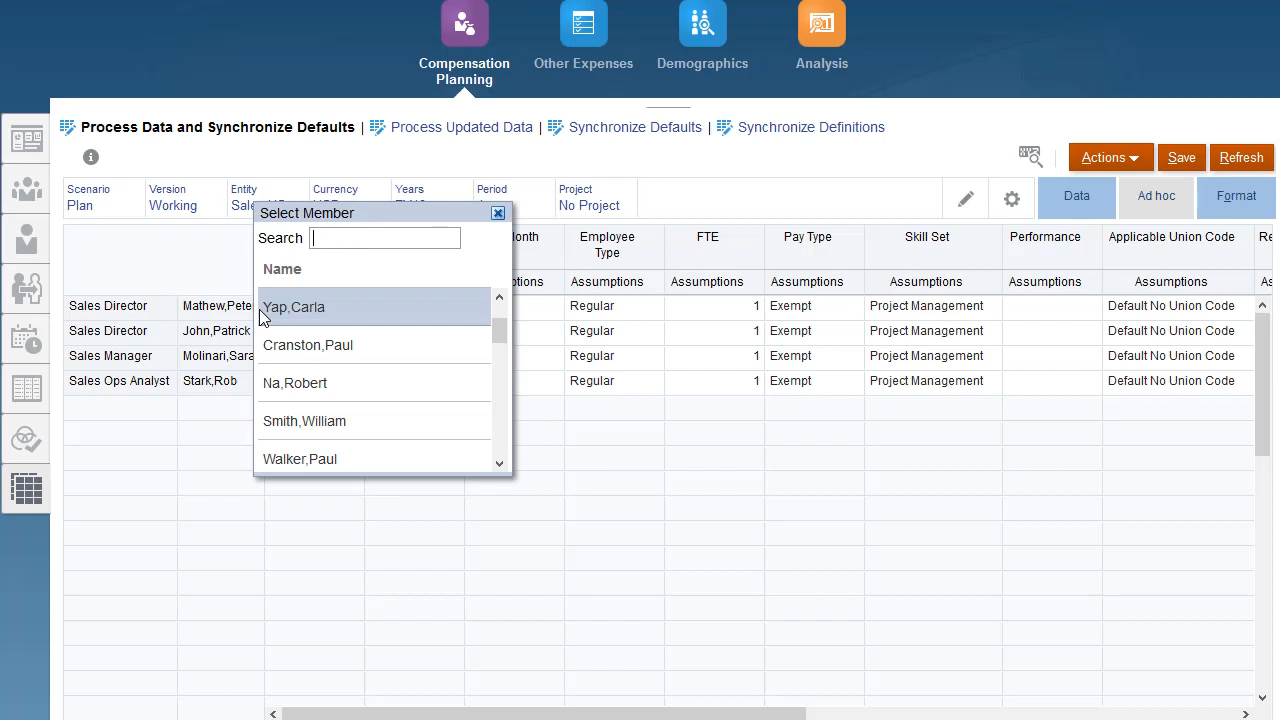 Compensation Planning
Other Expenses
Demographics
Analysis
Process Data and Synchronize Defaults | Process Updated Data | Synchronize Defaults | Synchronize Definitions
Actions Save Refresh
Scenario Version Entity Currency Years Period Project
Plan Working No Project
Data Ad hoc Format
Select Member
Search
Name
Yap,Carla
Cranston,Paul
Na,Robert
Smith,William
Walker,Paul
Employee Type FTE Pay Type Skill Set Performance Applicable Union Code
Assumptions Assumptions Assumptions Assumptions Assumptions Assumptions
Sales Director Regular 1 Exempt Project Management Default No Union Code
Sales Director John,Patrick Regular 1 Exempt Project Management Default No Union Code
Sales Manager Regular 1 Exempt Project Management Default No Union Code
Sales Ops Analyst Stark,Rob Regular 1 Exempt Project Management Default No Union Code